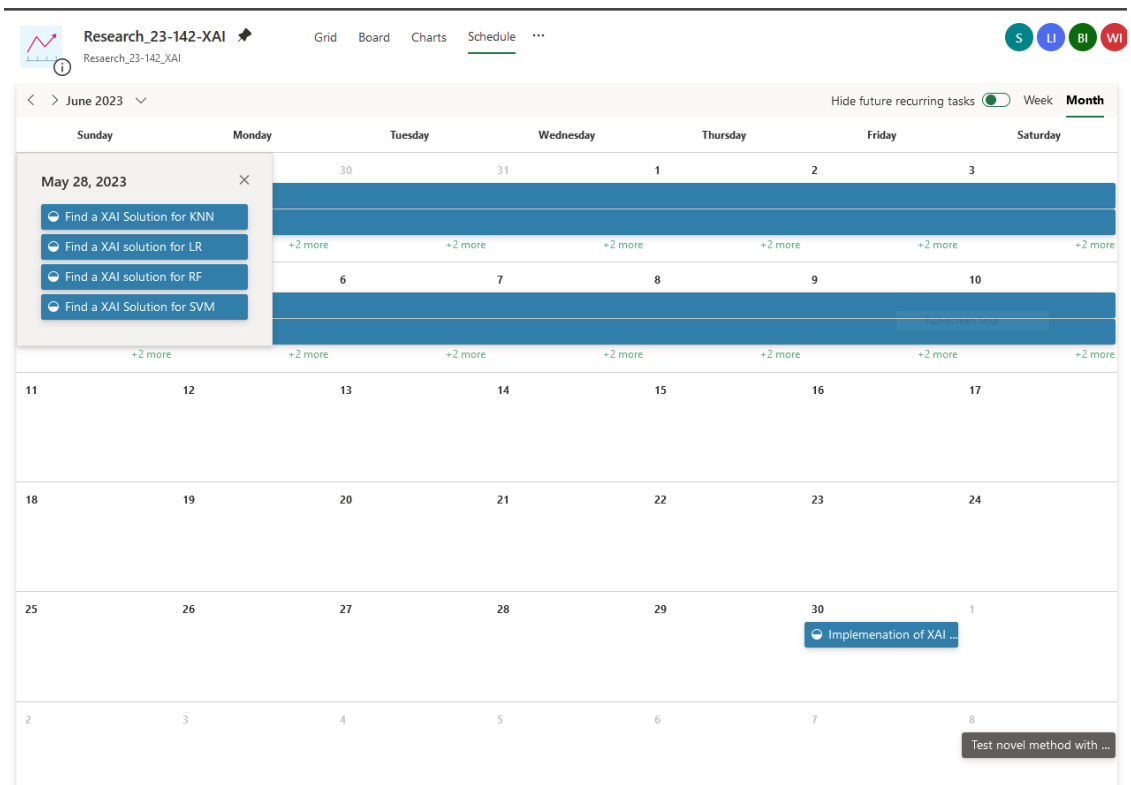 Research_23-142-XAI Grid Board Charts Schedule ... S LI BI WI
Resaerch_23-142_XAI
June 2023 Hide future recurring tasks Week Month
Sunday Monday Tuesday Wednesday Thursday Friday Saturday
May 28, 2023
Find a XAI Solution for KNN
Find a XAI solution for LR
Find a XAI solution for RF
Find a XAI Solution for SVM
30 31 1 2 3
+2 more +2 more +2 more +2 more +2 more +2 more
6 7 8 9 10
Full-screen Snip
+2 more +2 more +2 more +2 more +2 more +2 more +2 more
11 12 13 14 15 16 17
18 19 20 21 22 23 24
25 26 27 28 29 30 1
Implemenation of XAI ...
2 3 4 5 6 7 8
Test novel method with ...